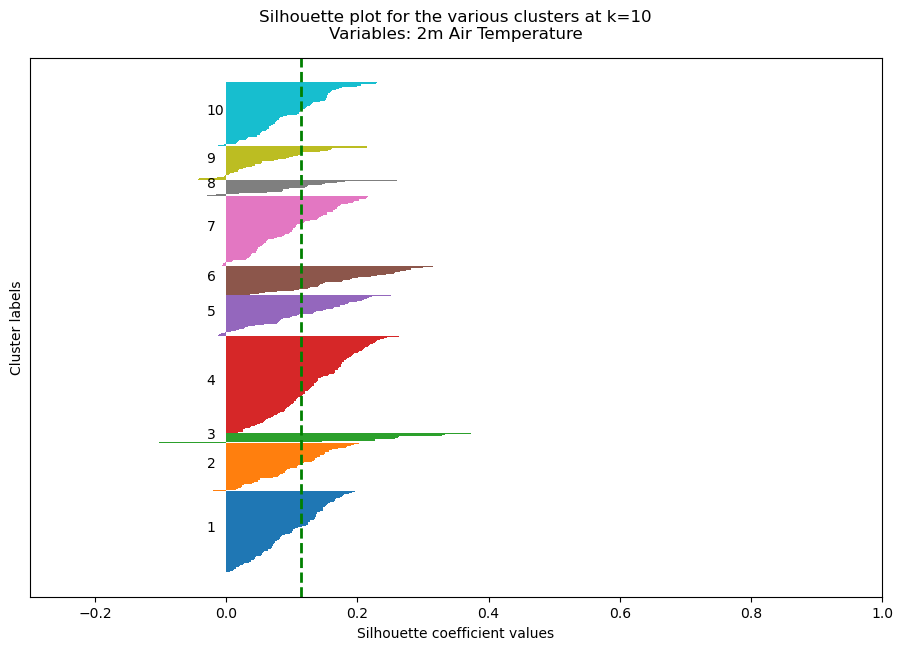 Silhouette plot for the various clusters at k=10
Variables: 2m Air Temperature
Cluster labels
10
9
8
7
6
5
4
3
2
1
−0.2 0.0 0.2 0.4 0.6 0.8 1.0
Silhouette coefficient values